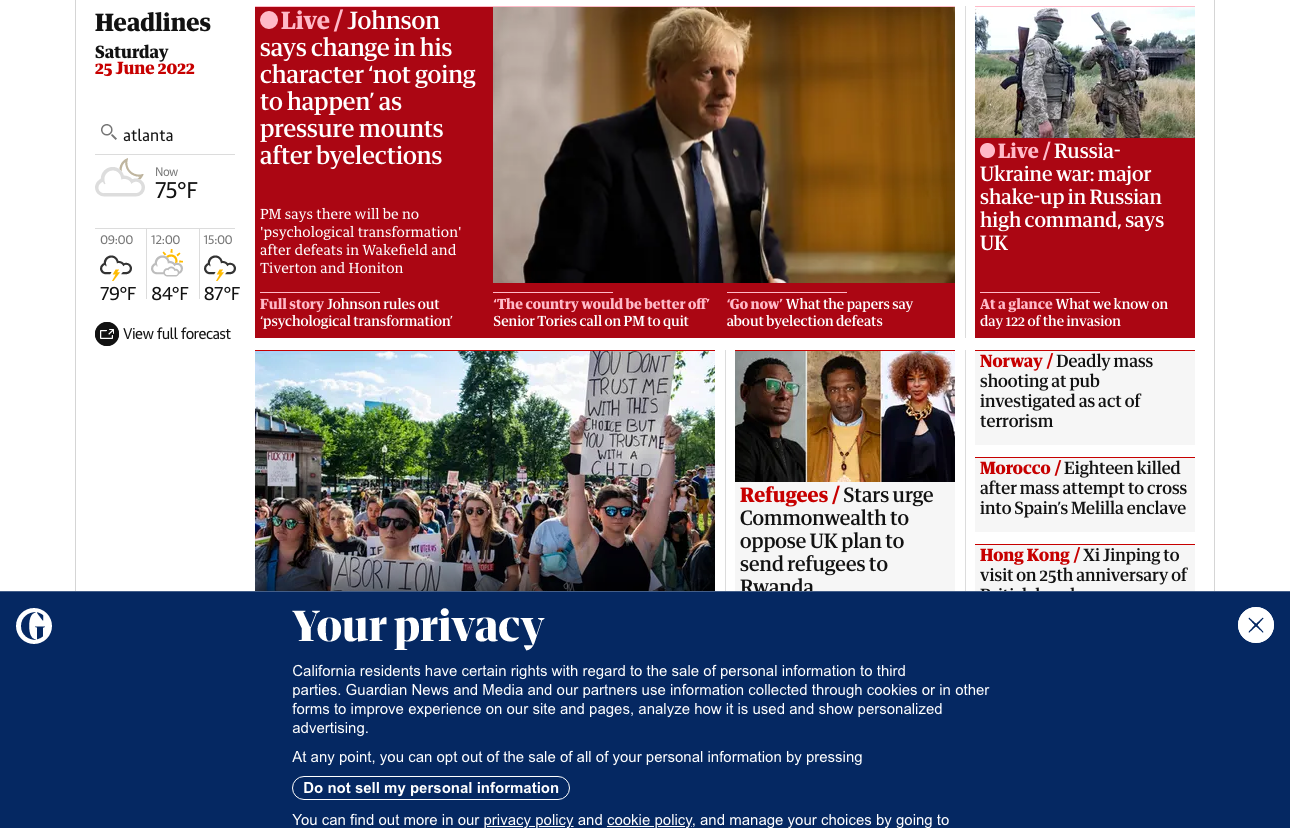 Headlines
Saturday
25 June 2022
atlanta
Now
75°F
09:00
12:00
15:00
79°F
84°F
87°F
View full forecast
Live / Johnson
says change in his
character ‘not going
to happen’ as
pressure mounts
after byelections
PM says there will be no
'psychological transformation'
after defeats in Wakefield and
Tiverton and Honiton
Full story Johnson rules out
‘psychological transformation’
‘The country would be better off’
Senior Tories call on PM to quit
‘Go now’ What the papers say
about byelection defeats
Live / Russia-
Ukraine war: major
shake-up in Russian
high command, says
UK
At a glance What we know on
day 122 of the invasion
YOU DON'T
TRUST ME
WITH THIS
CHOICE BUT
YOU TRUST ME
WITH A
CHILD
ABORTION
Refugees / Stars urge
Commonwealth to
oppose UK plan to
send refugees to
Rwanda
Norway / Deadly mass
shooting at pub
investigated as act of
terrorism
Morocco / Eighteen killed
after mass attempt to cross
into Spain’s Melilla enclave
Hong Kong / Xi Jinping to
visit on 25th anniversary of
G
Your privacy
California residents have certain rights with regard to the sale of personal information to third
parties. Guardian News and Media and our partners use information collected through cookies or in other
forms to improve experience on our site and pages, analyze how it is used and show personalized
advertising.
At any point, you can opt out of the sale of all of your personal information by pressing
Do not sell my personal information
You can find out more in our privacy policy and cookie policy, and manage your choices by going to